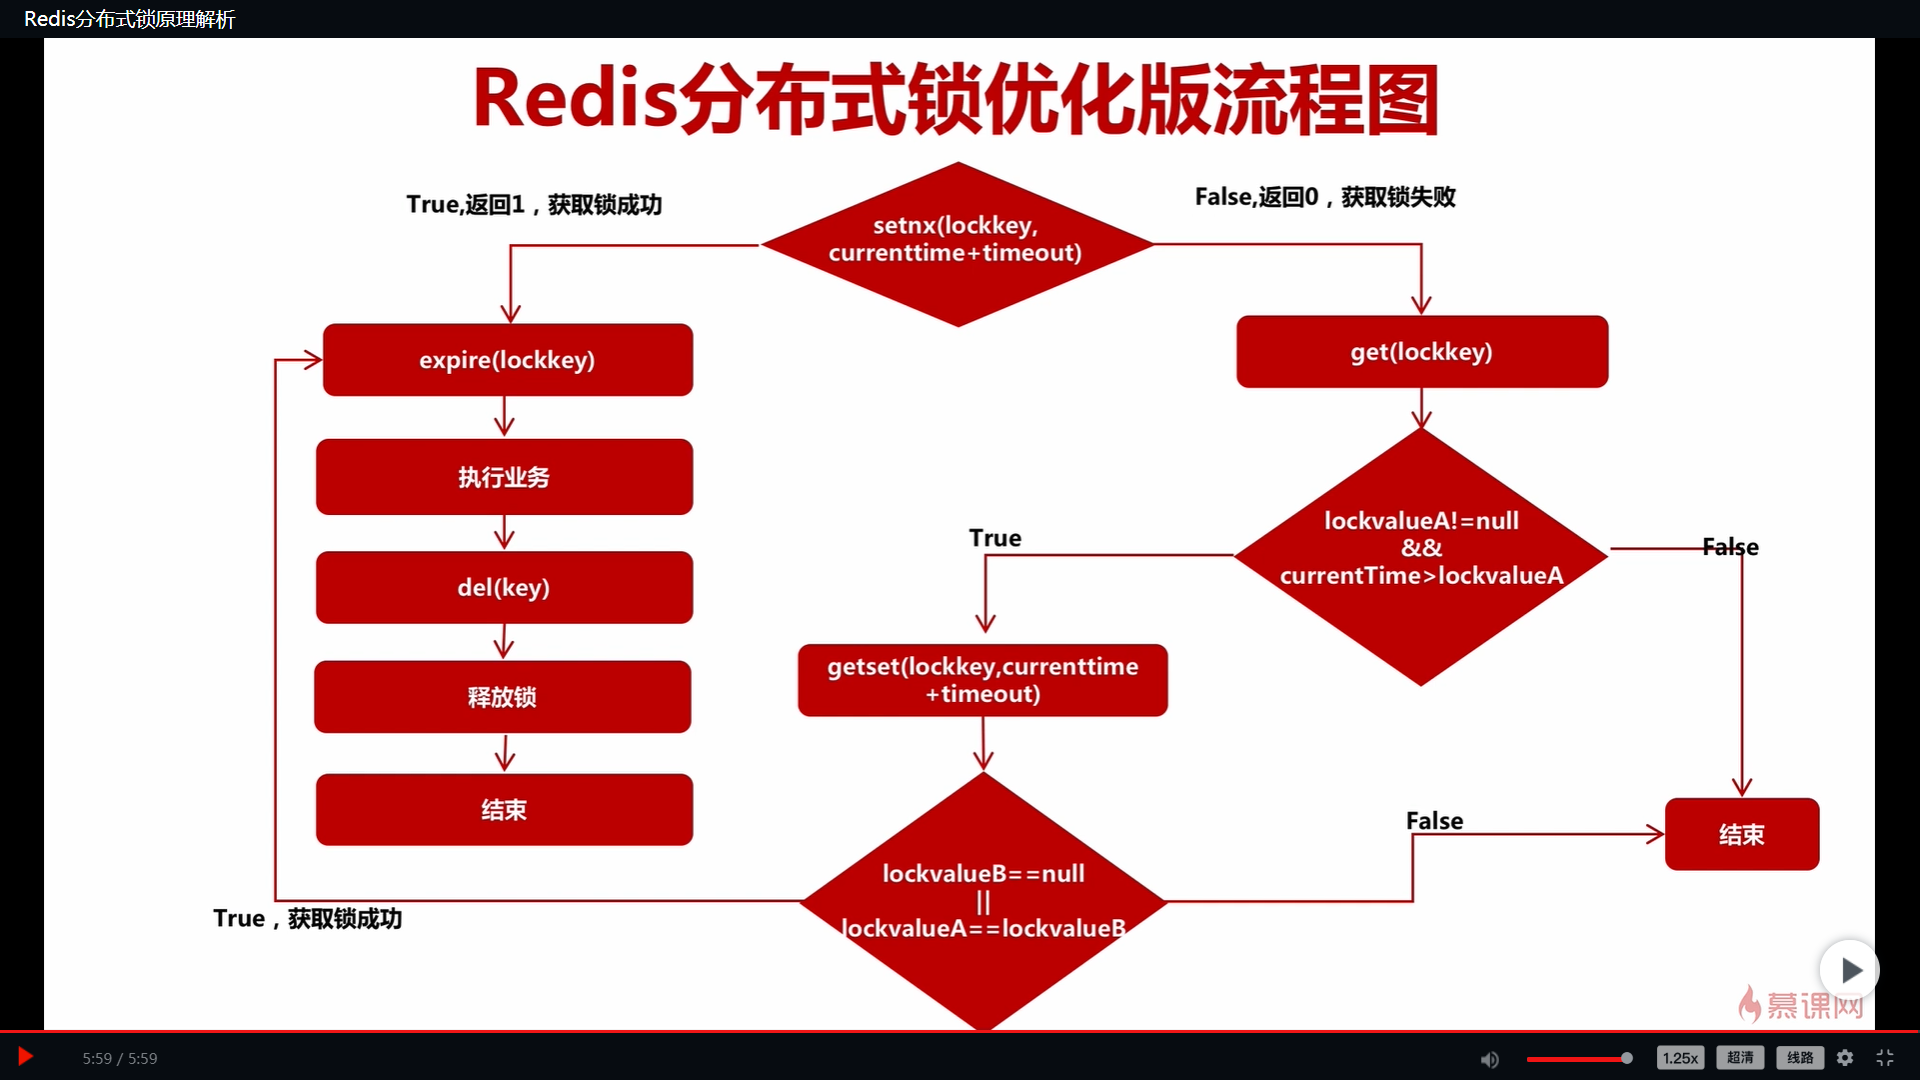 Redis分布式锁原理解析
Redis分布式锁优化版流程图
True,返回1，获取锁成功
False,返回0，获取锁失败
setnx(lockkey,
currenttime+timeout)
expire(lockkey)
get(lockkey)
执行业务
lockvalueA!=null
&&
currentTime>lockvalueA
True
False
del(key)
getset(lockkey,currenttime
+timeout)
释放锁
结束
False
结束
lockvalueB==null
||
lockvalueA==lockvalueB
True，获取锁成功
慕课网
5:59 / 5:59
1.25x
超清
线路